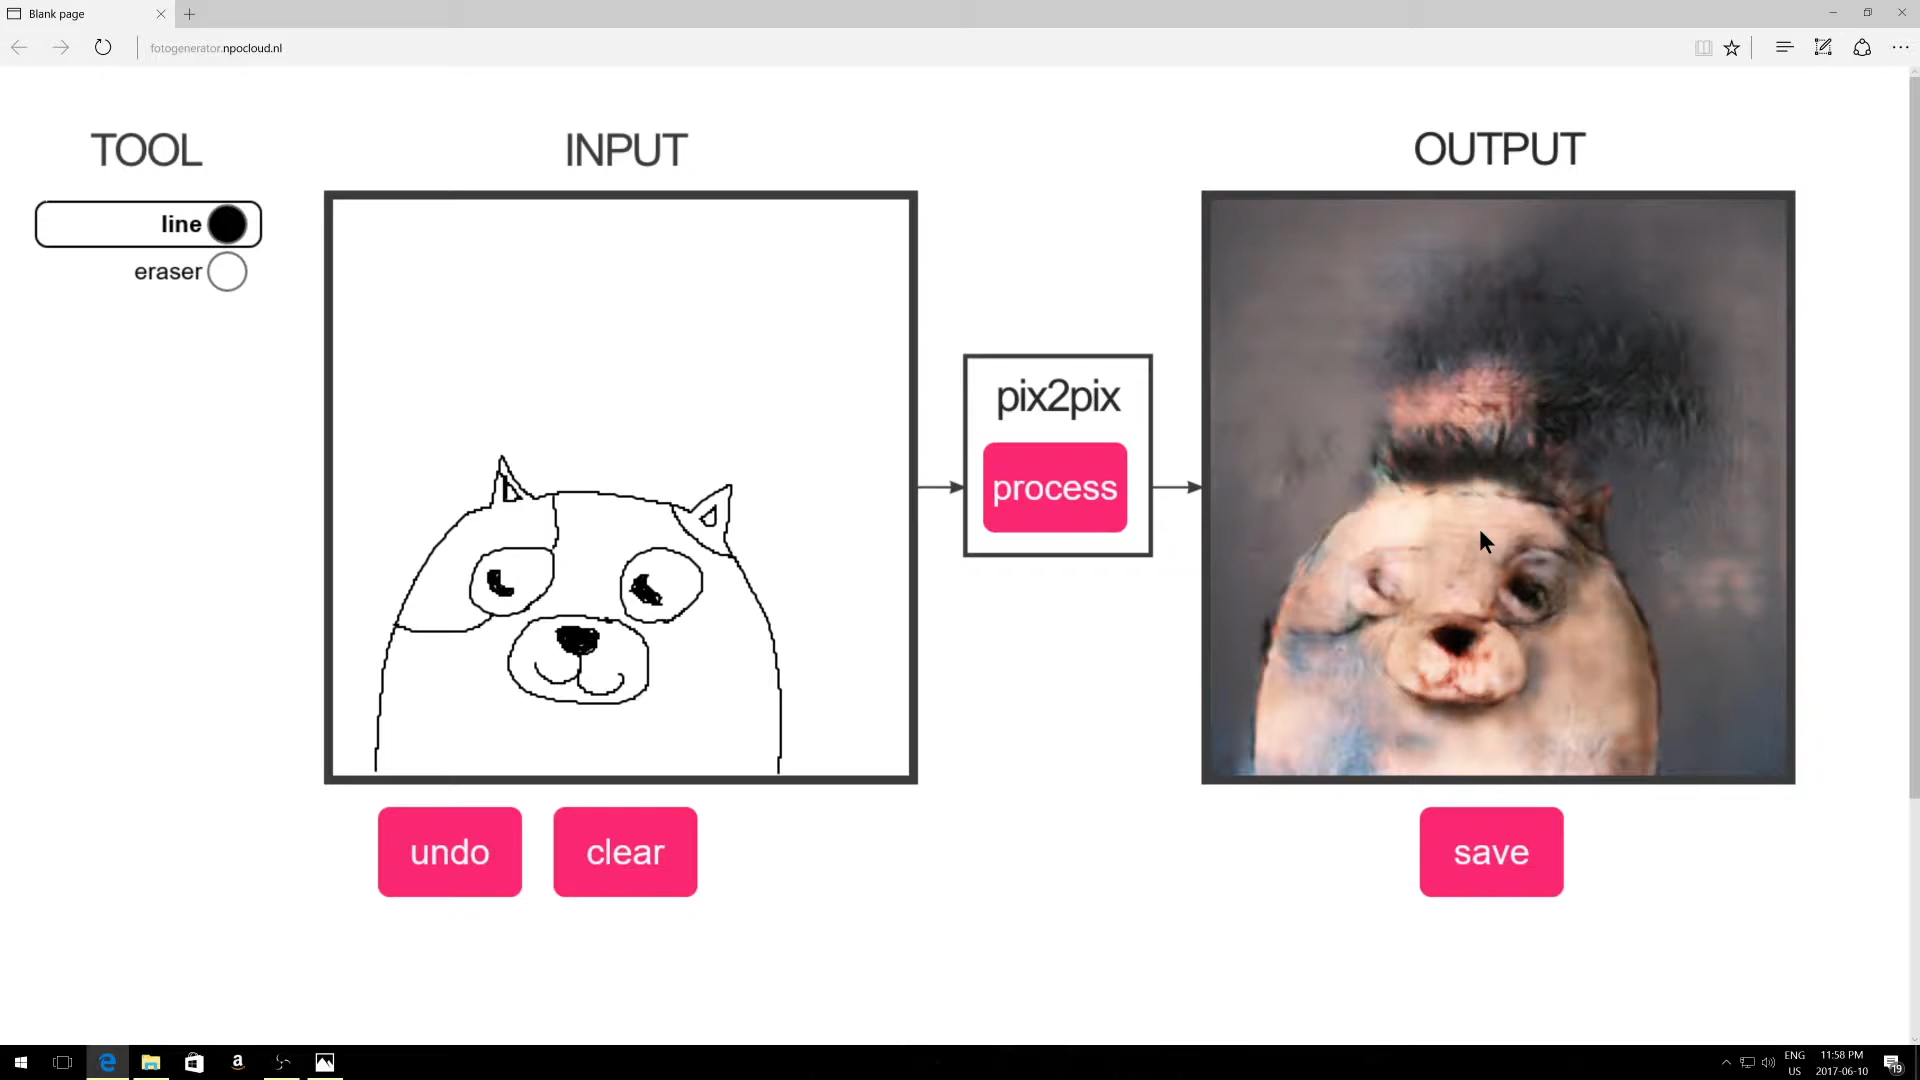 Blank page
fotogenerator.npocloud.nl
TOOL
INPUT
OUTPUT
line
eraser
pix2pix
process
undo
clear
save
ENG
US
11:58 PM
2017-06-10
19